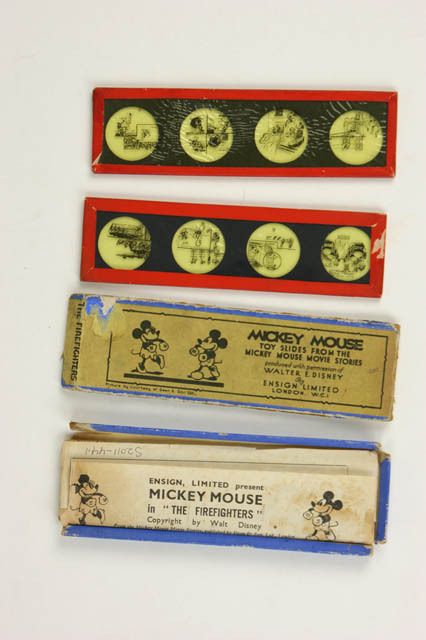 THE FIREFIGHTERS
MICKEY MOUSE
TOY SLIDES FROM THE
MICKEY MOUSE MOVIE STORIES
produced with permission of
WALTER E. DISNEY
By
ENSIGN LIMITED
LONDON. W.C.1
ENSIGN, LIMITED present
MICKEY MOUSE
in "THE FIREFIGHTERS"
Copyright by Walt Disney